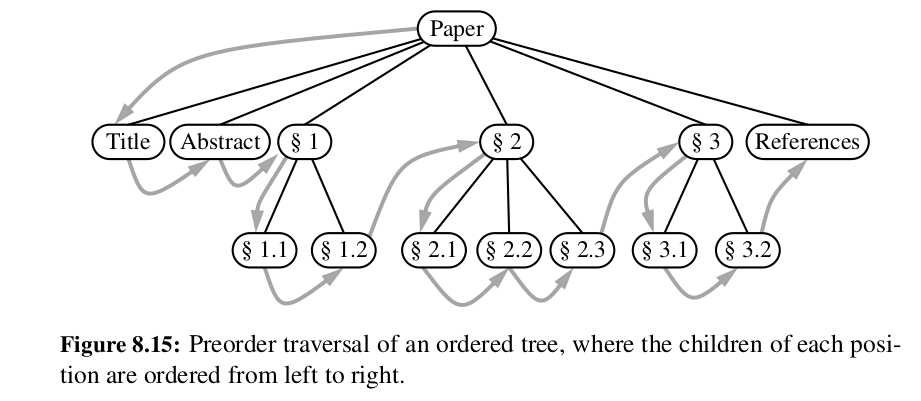 Paper
Title Abstract § 1 § 2 § 3 References
§ 1.1 § 1.2 § 2.1 § 2.2 § 2.3 § 3.1 § 3.2
Figure 8.15: Preorder traversal of an ordered tree, where the children of each posi-
tion are ordered from left to right.